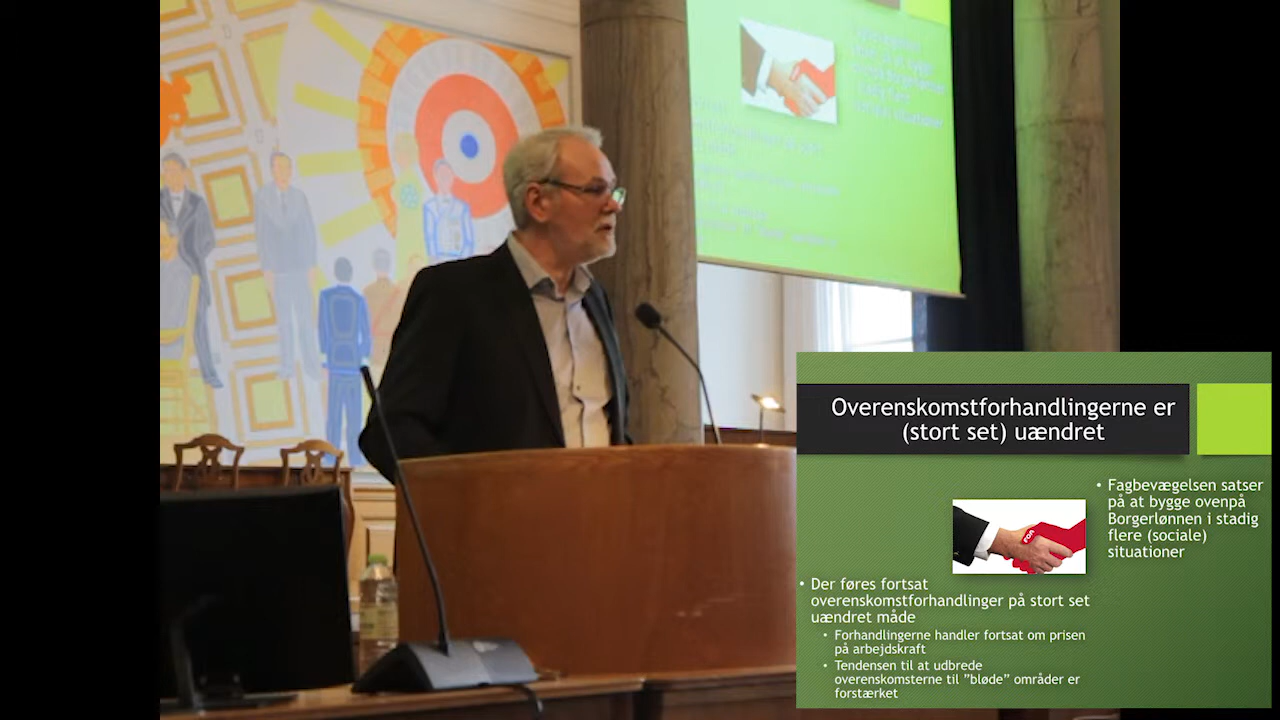 Overenskomstforhandlingerne er
(stort set) uændret
• Fagbevægelsen satser
på at bygge ovenpå
Borgerlønnen i stadig
flere (sociale)
situationer
FOA
• Der føres fortsat
overenskomstforhandlinger på stort set
uændret måde
• Forhandlingerne handler fortsat om prisen
på arbejdskraft
• Tendensen til at udbrede
overenskomsterne til ”bløde” områder er
forstærket